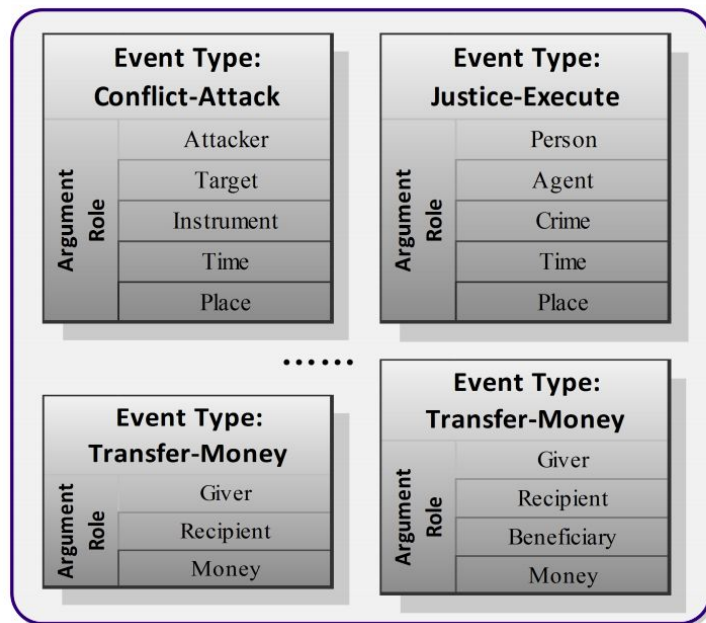 Event Type:
Conflict-Attack
Argument
Role
Attacker
Target
Instrument
Time
Place
Event Type:
Justice-Execute
Argument
Role
Person
Agent
Crime
Time
Place
......
Event Type:
Transfer-Money
Argument
Role
Giver
Recipient
Money
Event Type:
Transfer-Money
Argument
Role
Giver
Recipient
Beneficiary
Money